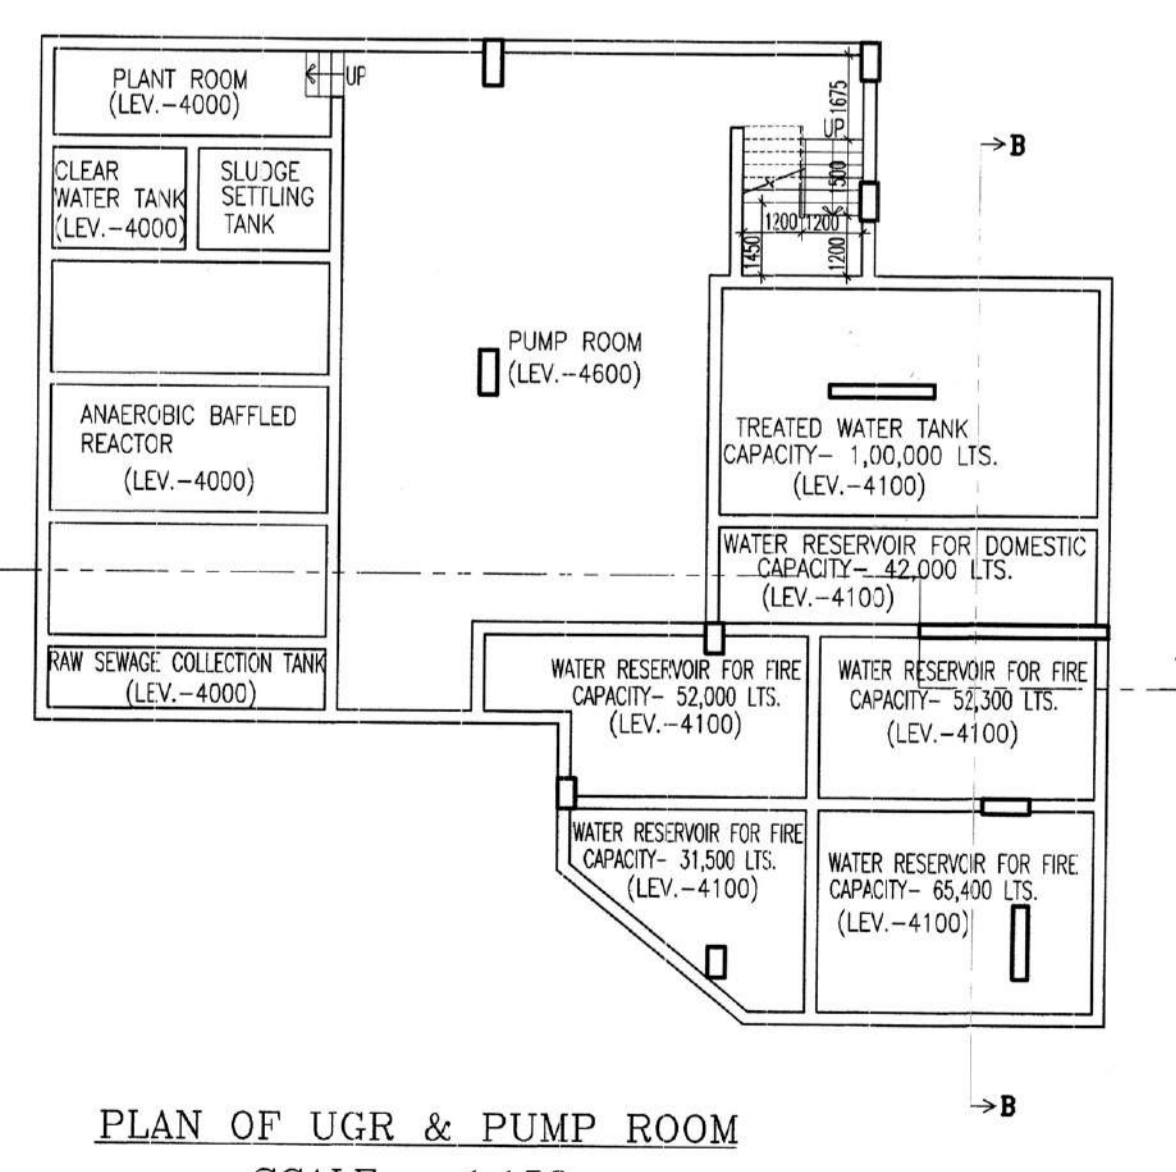 PLANT ROOM
(LEV.-4000)
UP
CLEAR
WATER TANK
(LEV.-4000)
SLUDGE
SETTLING
TANK
1675
UP
1500
1200
1200
1450
1200
B
PUMP ROOM
(LEV.-4600)
ANAEROBIC BAFFLED
REACTOR
(LEV.-4000)
TREATED WATER TANK
CAPACITY- 1,00,000 LTS.
(LEV.-4100)
WATER RESERVOIR FOR DOMESTIC
CAPACITY- 42,000 LTS.
(LEV.-4100)
RAW SEWAGE COLLECTION TANK
(LEV.-4000)
WATER RESERVOIR FOR FIRE
CAPACITY- 52,000 LTS.
(LEV.-4100)
WATER RESERVOIR FOR FIRE
CAPACITY- 52,300 LTS.
(LEV.-4100)
WATER RESERVOIR FOR FIRE
CAPACITY- 31,500 LTS.
(LEV.-4100)
WATER RESERVOIR FOR FIRE
CAPACITY- 65,400 LTS.
(LEV.-4100)
B
PLAN OF UGR & PUMP ROOM